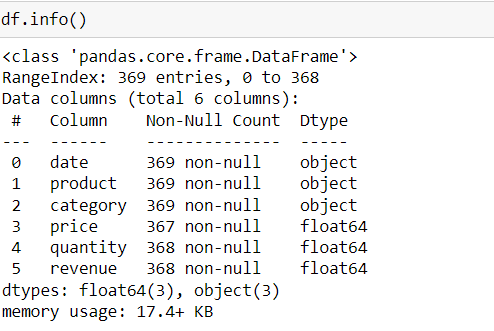 df.info()
<class 'pandas.core.frame.DataFrame'>
RangeIndex: 369 entries, 0 to 368
Data columns (total 6 columns):
 #   Column    Non-Null Count  Dtype
---  ------    --------------  -----
 0   date      369 non-null    object
 1   product   369 non-null    object
 2   category  369 non-null    object
 3   price     367 non-null    float64
 4   quantity  368 non-null    float64
 5   revenue   368 non-null    float64
dtypes: float64(3), object(3)
memory usage: 17.4+ KB